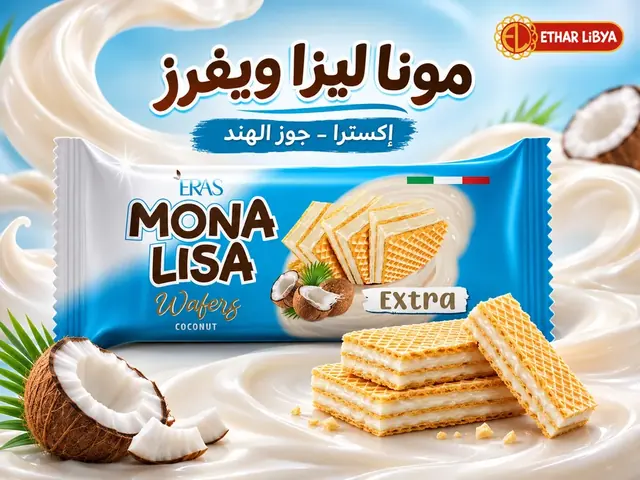 ETHAR LiBYA
مونا ليزا ويفرز
إكسترا - جوز الهند
ERAS
MONA
LISA
Wafers
COCONUT
Extra